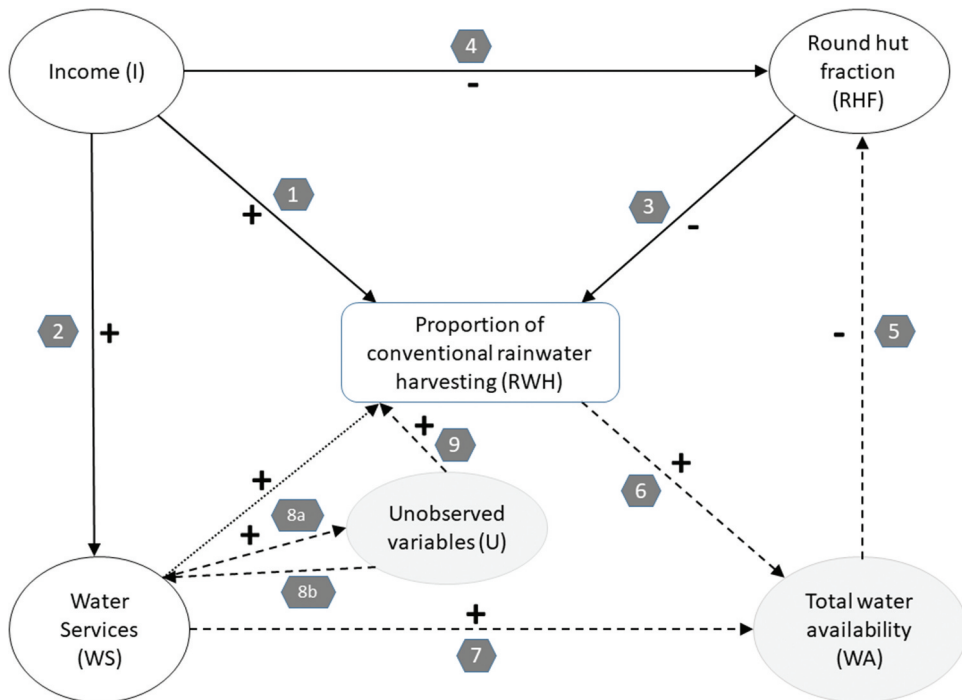 Income (I)
4
-
Round hut
fraction
(RHF)
1
+
3
-
2
+
Proportion of
conventional rainwater
harvesting (RWH)
5
-
+
9
+
6
+
8a
+
Unobserved
variables (U)
8b
Water
Services
(WS)
+
7
Total water
availability
(WA)